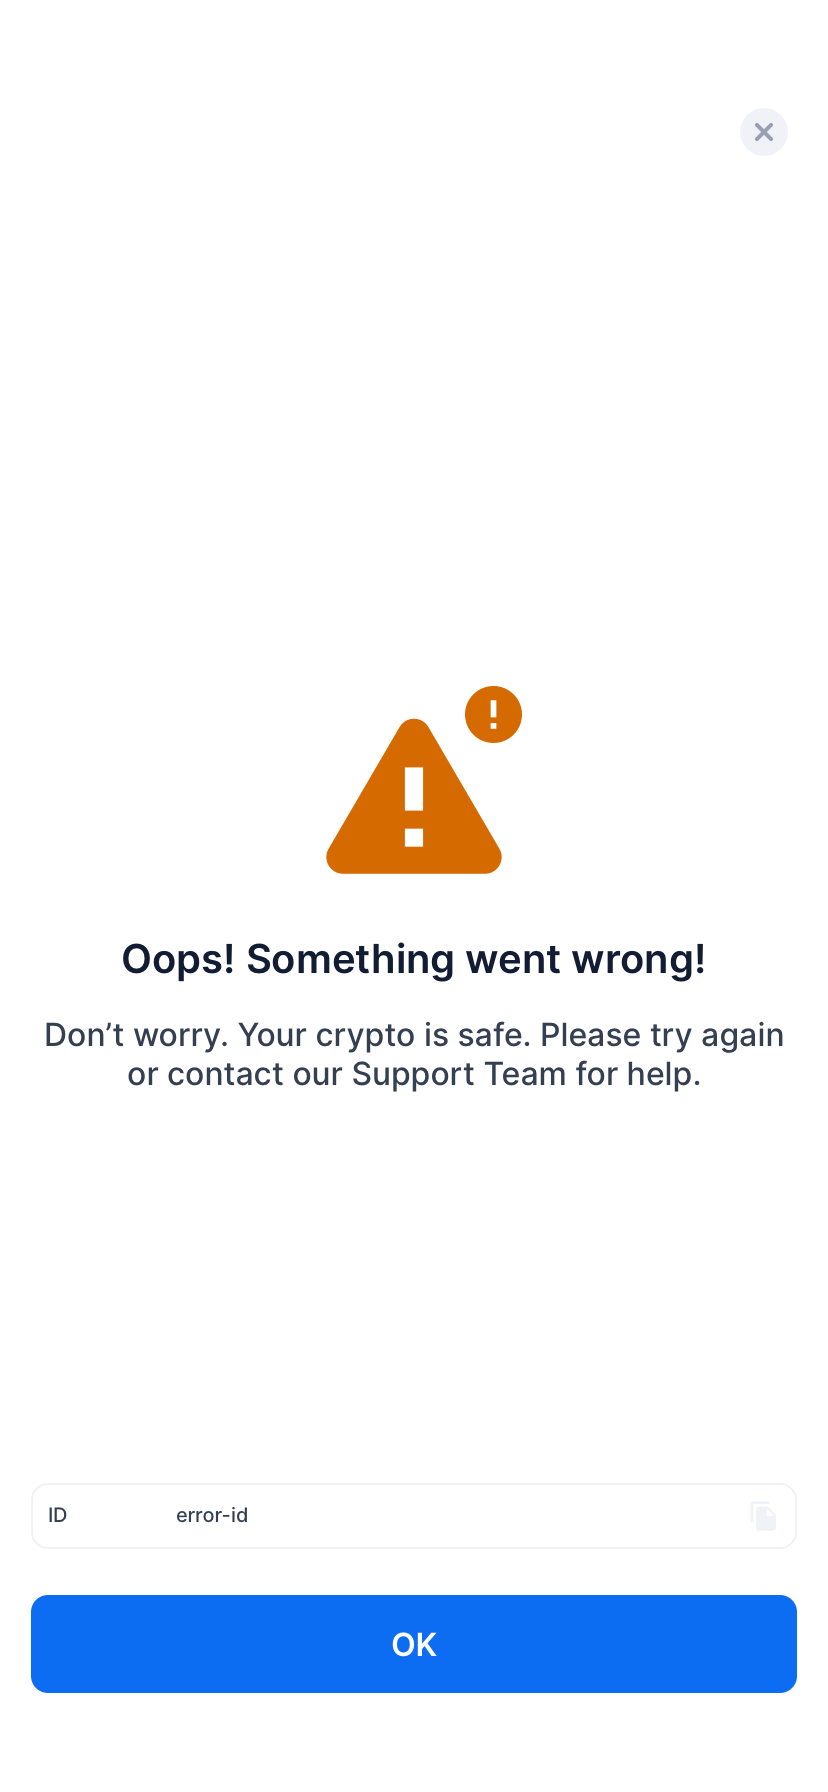 Oops! Something went wrong!
Don’t worry. Your crypto is safe. Please try again
or contact our Support Team for help.
ID error-id
OK